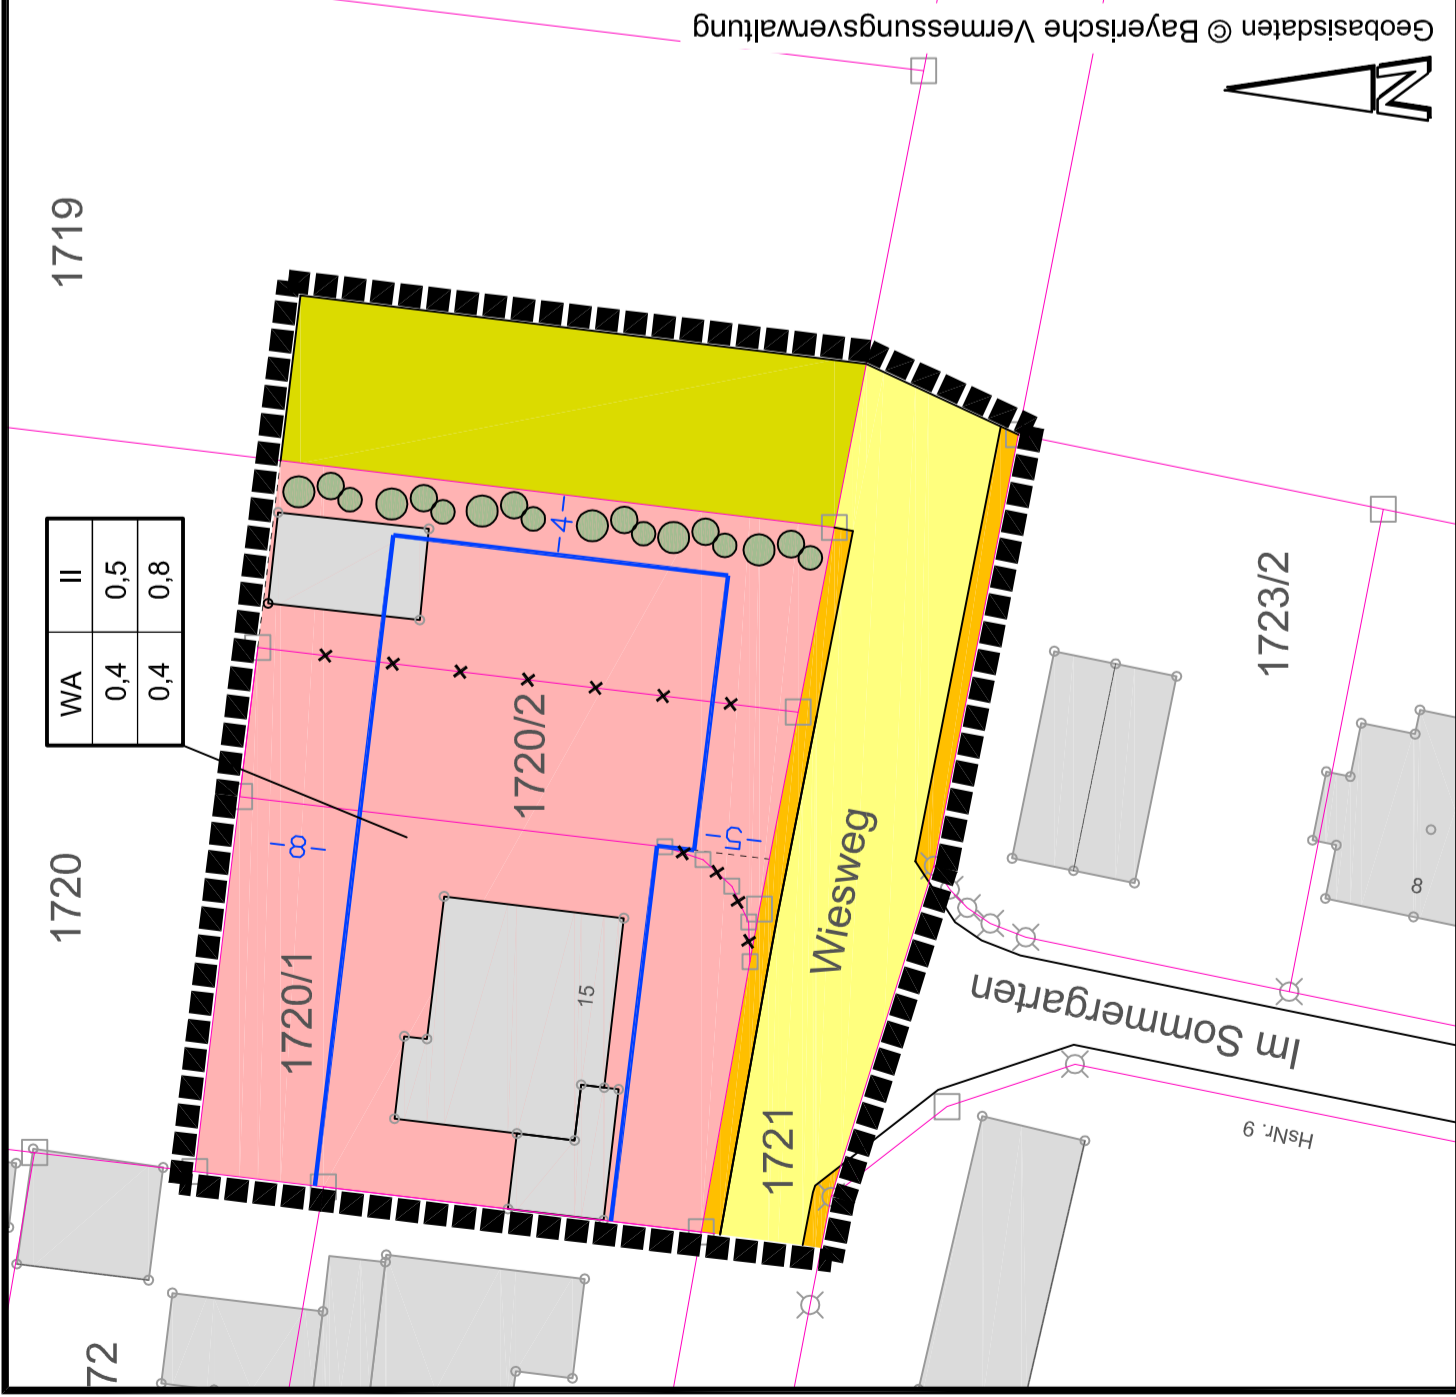 Geobasisdaten © Bayerische Vermessungsverwaltung
N
1719
WA II
0,4 0,5
0,4 0,8
1720
1720/2
1720/1
1723/2
-4-
-8-
-5-
15
8
Wiesweg
Im Sommergarten
1721
HsNr. 9
72